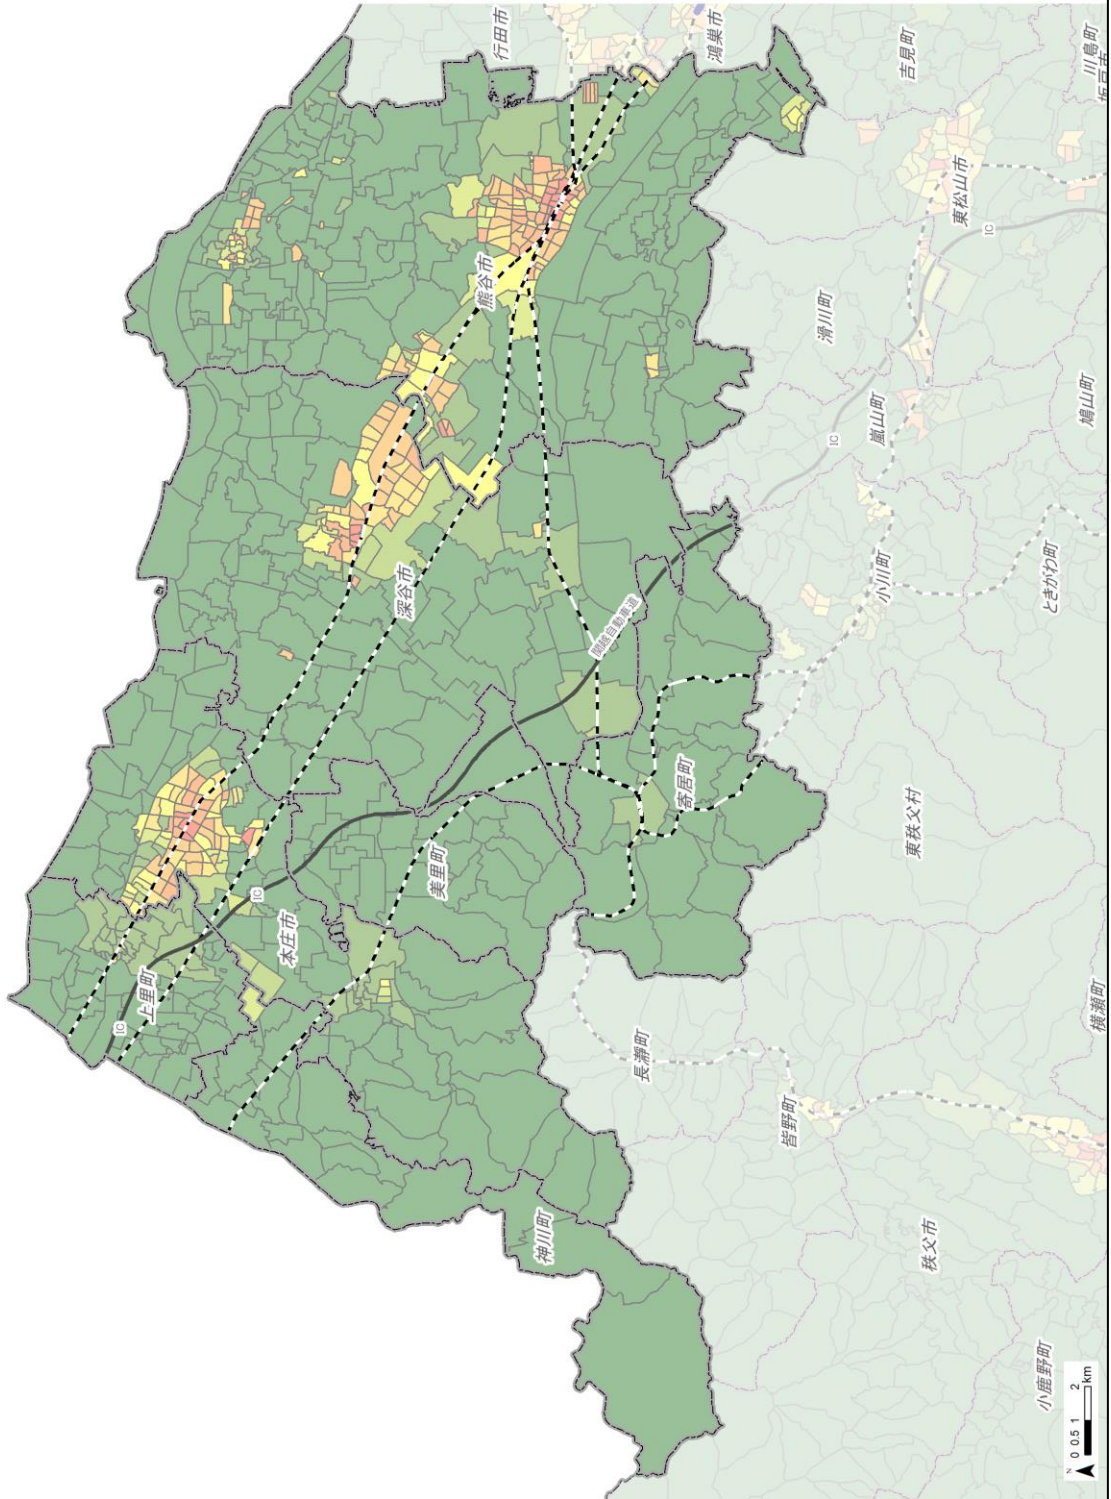 行田市
鴻巣市
吉見町
川島町
坂戸市
東松山市
IC
熊谷市
滑川町
嵐山町
IC
鳩山町
深谷市
小川町
ときがわ町
関越自動車道
寄居町
東秩父村
美里町
IC
本庄市
上里町
IC
長瀞町
皆野町
横瀬町
神川町
秩父市
小鹿野町
N
0 0.5 1 2
km